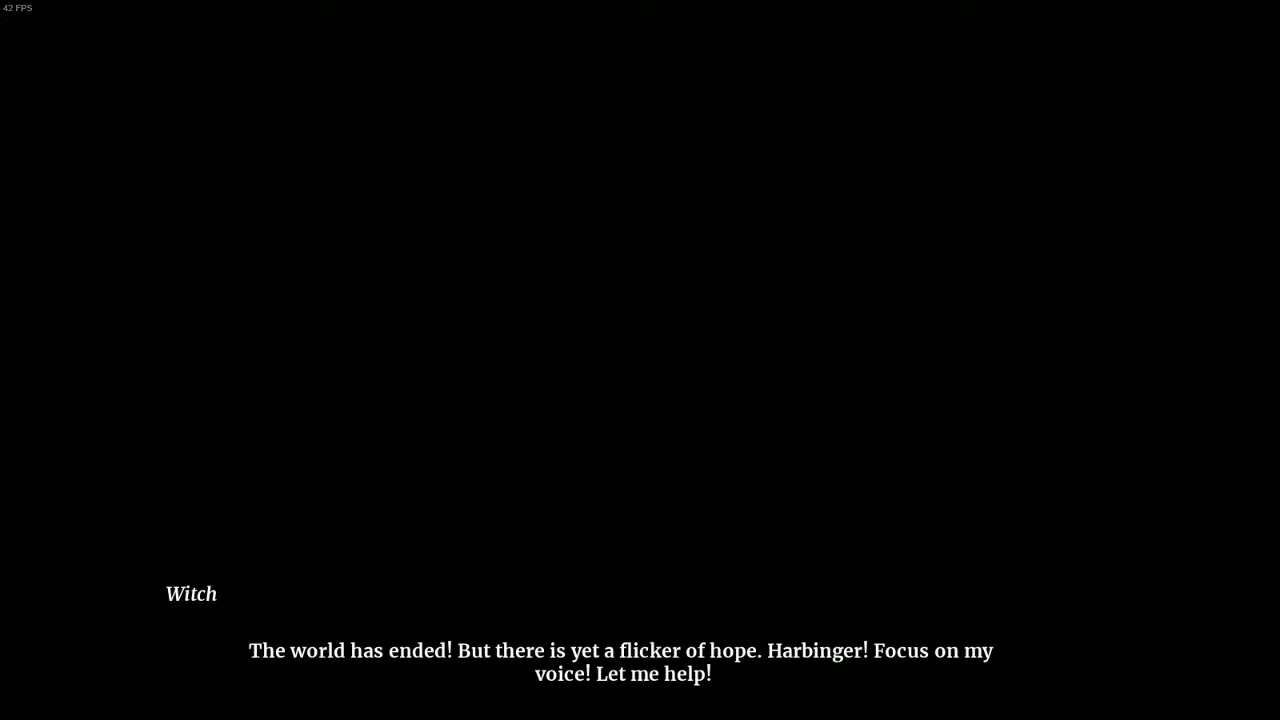 42 FPS
Witch
The world has ended! But there is yet a flicker of hope. Harbinger! Focus on my
voice! Let me help!